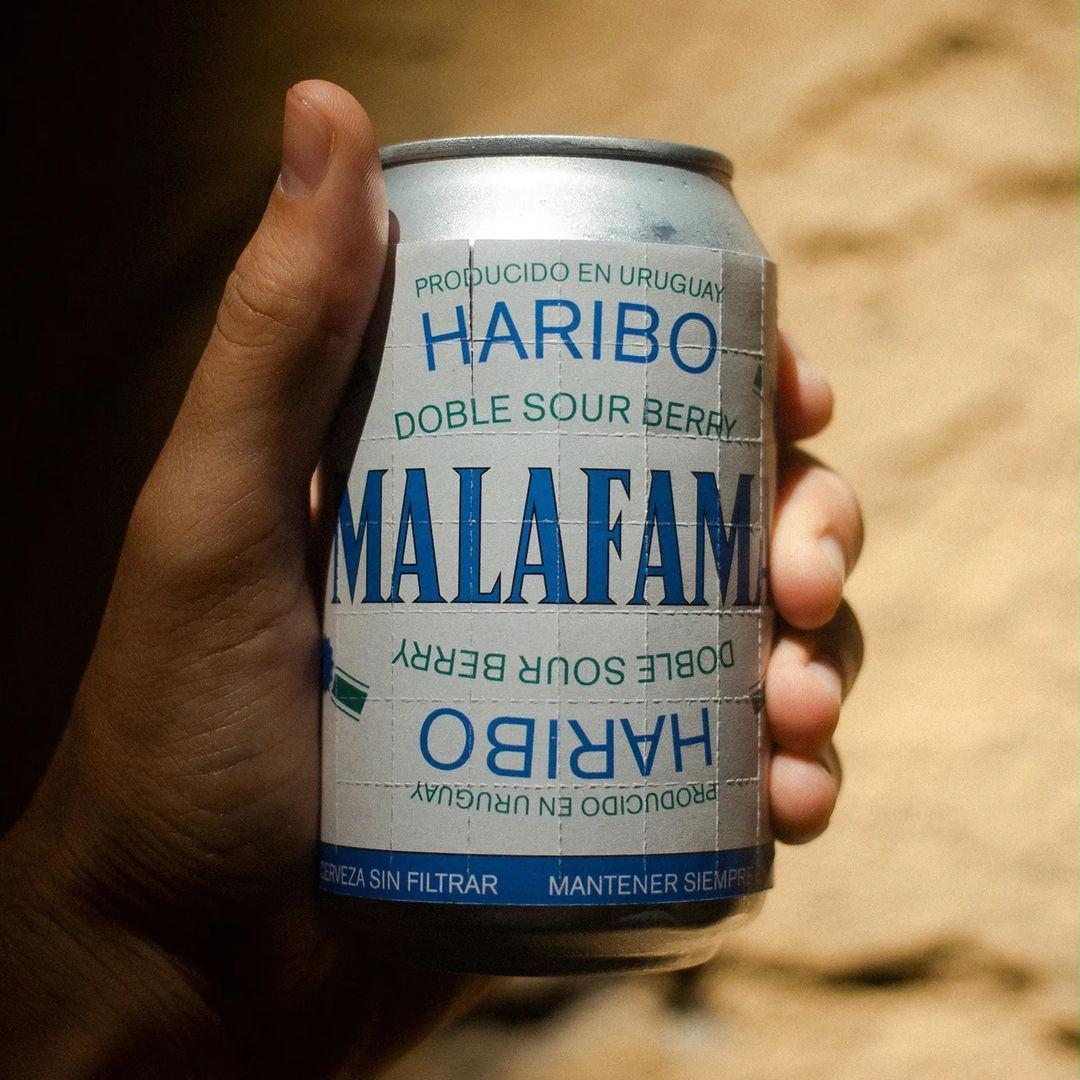 PRODUCIDO EN URUGUAY
HARIBO
DOBLE SOUR BERRY
MALAFAMA
DOBLE SOUR BERRY
HARIBO
PRODUCIDO EN URUGUAY
CERVEZA SIN FILTRAR MANTENER SIEMPRE